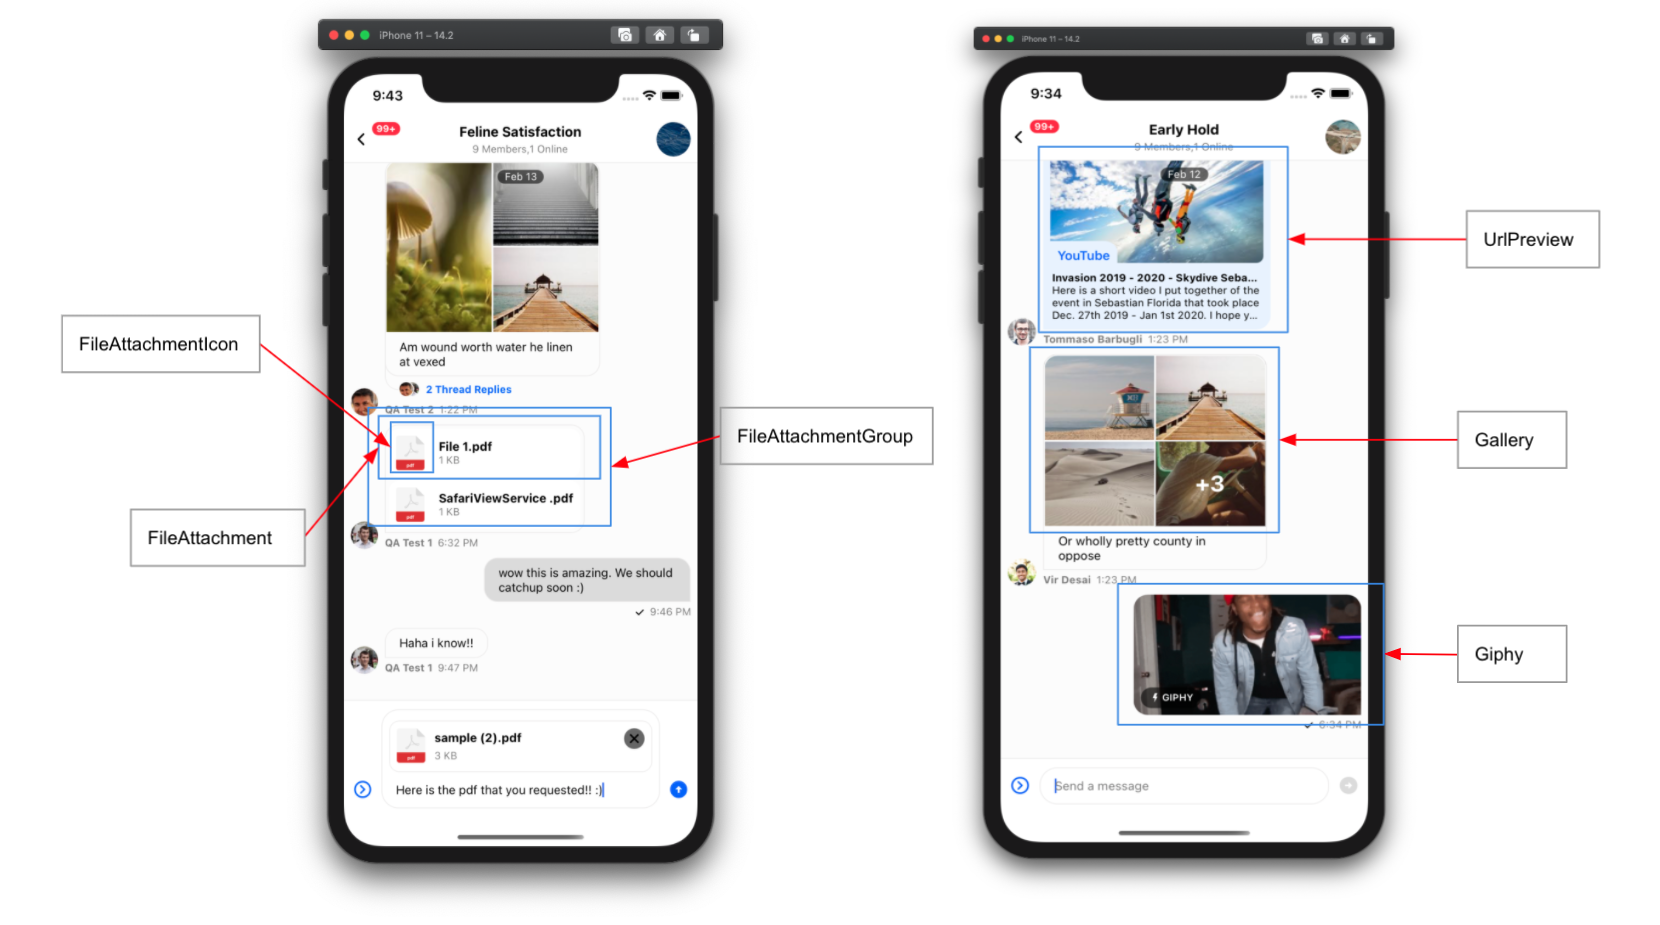 iPhone 11 – 14.2
9:43
99+
Feline Satisfaction
9 Members,1 Online
Feb 13
Am wound worth water he linen
at vexed
2 Thread Replies
QA Test 2 1:22 PM
File 1.pdf
1 KB
pdf
SafariViewService .pdf
1 KB
pdf
QA Test 1 6:32 PM
wow this is amazing. We should
catchup soon :)
9:46 PM
Haha i know!!
QA Test 1 9:47 PM
sample (2).pdf
3 KB
pdf
Here is the pdf that you requested!! :)
FileAttachmentIcon
FileAttachment
FileAttachmentGroup
iPhone 11 – 14.2
9:34
99+
Early Hold
9 Members,1 Online
Feb 12
YouTube
Invasion 2019 - 2020 - Skydive Seba...
Here is a short video I put together of the
event in Sebastian Florida that took place
Dec. 27th 2019 - Jan 1st 2020. I hope y...
Tommaso Barbugli 1:23 PM
+3
Or wholly pretty county in
oppose
Vir Desai 1:23 PM
GIPHY
6:34 PM
Send a message
UrlPreview
Gallery
Giphy